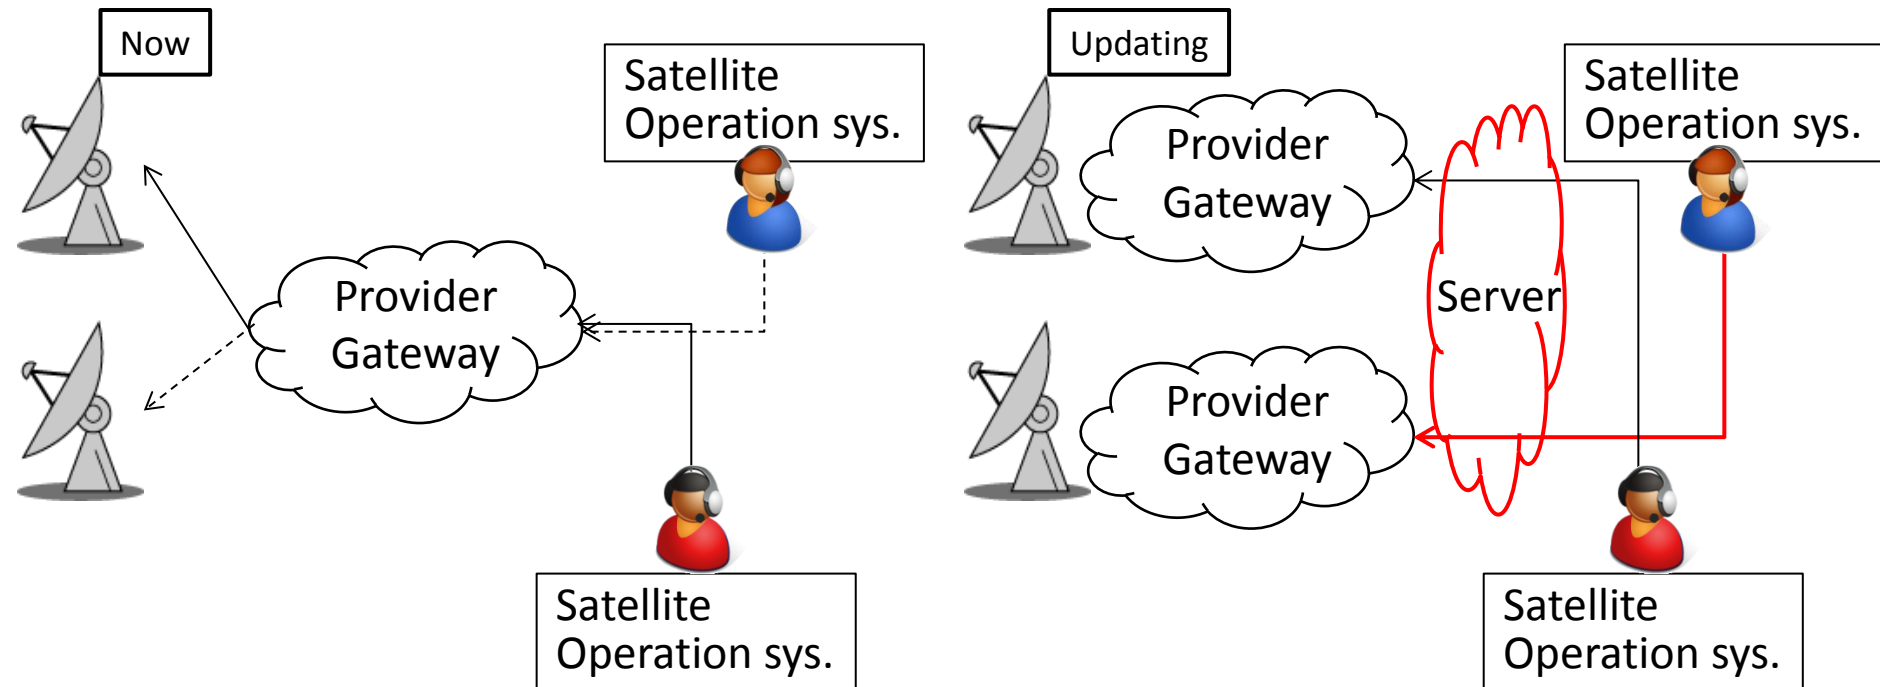 Now
Satellite
Operation sys.
Provider
Gateway
Satellite
Operation sys.
Updating
Provider
Gateway
Satellite
Operation sys.
Server
Provider
Gateway
Satellite
Operation sys.